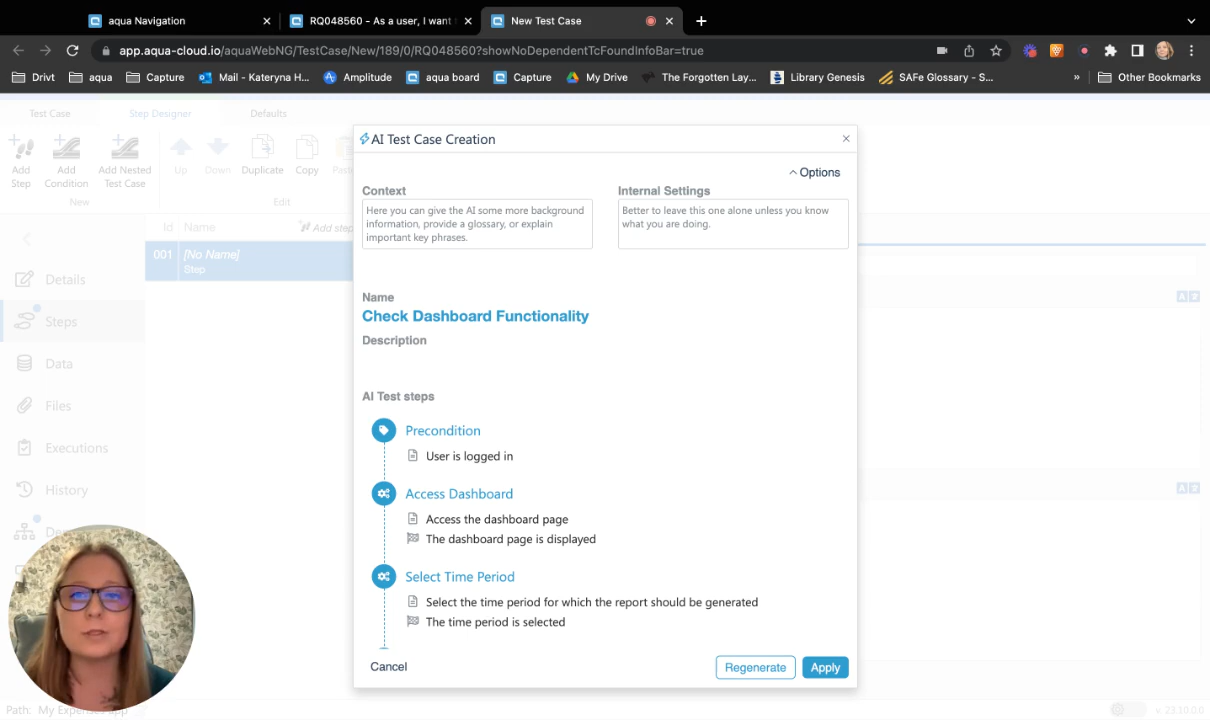 aqua Navigation
RQ048560 - As a user, I want
New Test Case
app.aqua-cloud.io/aquaWebNG/TestCase/New/189/0/RQ048560?showNoDependentTcFoundInfoBar=true
Drivt
aqua
Capture
Mail - Kateryna H...
Amplitude
aqua board
Capture
My Drive
The Forgotten Lay...
Library Genesis
SAFe Glossary - S...
»
Other Bookmarks
Test Case
Step Designer
Defaults
Add Step
Add Condition
Add Nested Test Case
Up
Down
Duplicate
Copy
New
Edit
Id
Name
Add step
001
[No Name]
Step
Details
Steps
Data
Files
Executions
History
AI Test Case Creation
Options
Context
Internal Settings
Here you can give the AI some more background
information, provide a glossary, or explain
important key phrases.
Better to leave this one alone unless you know
what you are doing.
Name
Check Dashboard Functionality
Description
AI Test steps
Precondition
User is logged in
Access Dashboard
Access the dashboard page
The dashboard page is displayed
Select Time Period
Select the time period for which the report should be generated
The time period is selected
Cancel
Regenerate
Apply
Path: My Expenses app
v. 23.10.0.0